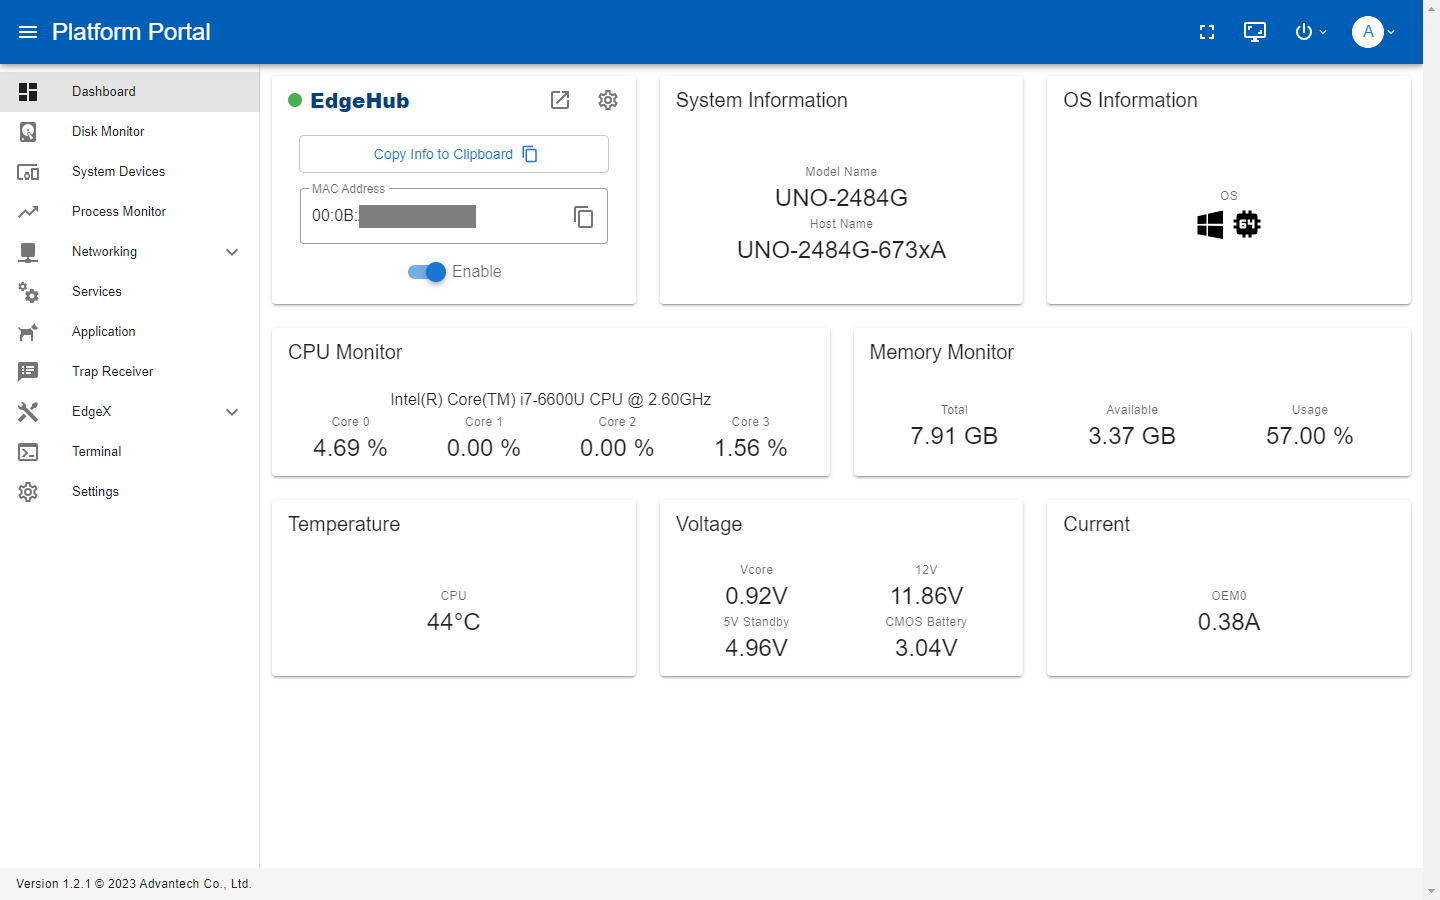 Platform Portal
A
Dashboard
Disk Monitor
System Devices
Process Monitor
Networking
Services
Application
Trap Receiver
EdgeX
Terminal
Settings
EdgeHub
Copy Info to Clipboard
MAC Address
00:0B:
Enable
System Information
Model Name
UNO-2484G
Host Name
UNO-2484G-673xA
OS Information
OS
64
CPU Monitor
Intel(R) Core(TM) i7-6600U CPU @ 2.60GHz
Core 0 Core 1 Core 2 Core 3
4.69 % 0.00 % 0.00 % 1.56 %
Memory Monitor
Total Available Usage
7.91 GB 3.37 GB 57.00 %
Temperature
CPU
44°C
Voltage
Vcore 12V
0.92V 11.86V
5V Standby CMOS Battery
4.96V 3.04V
Current
OEM0
0.38A
Version 1.2.1 © 2023 Advantech Co., Ltd.